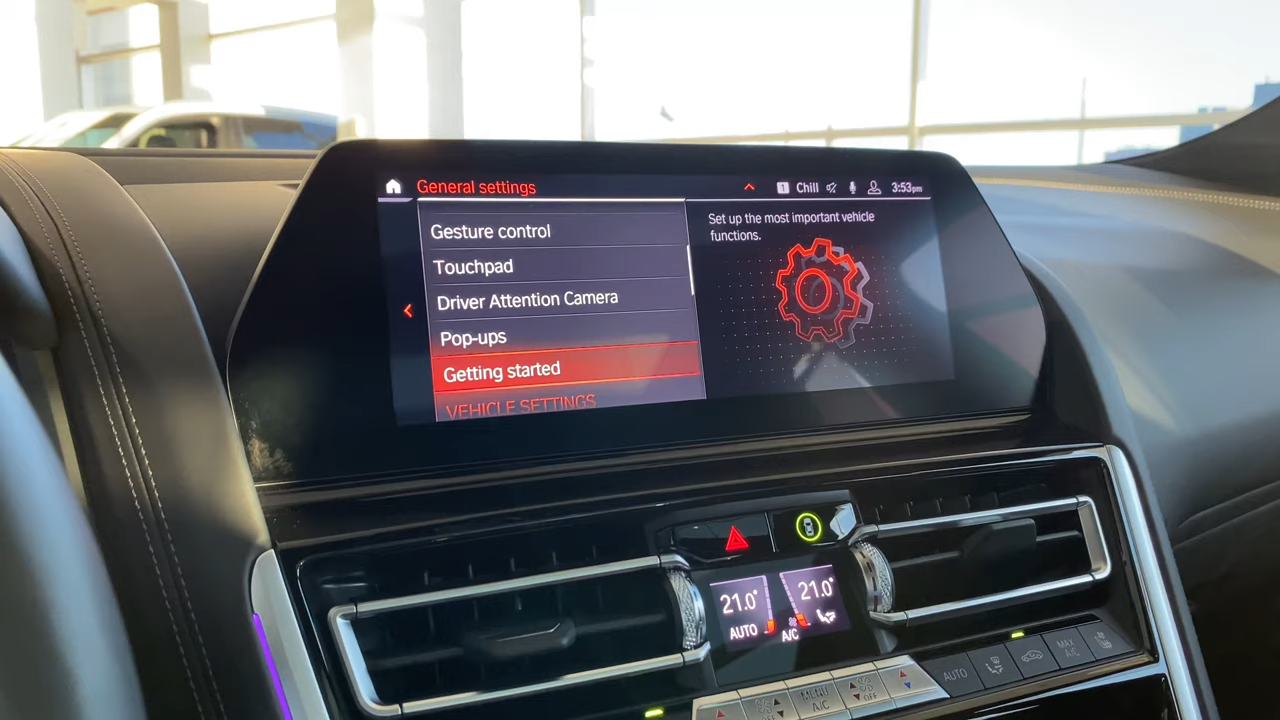 General settings
1 Chill 3:53pm
Gesture control
Touchpad
Driver Attention Camera
Pop-ups
Getting started
VEHICLE SETTINGS
Set up the most important vehicle
functions.
21.0°
AUTO
21.0°
A/C
MENU
A/C
OFF
AUTO
MAX
A/C